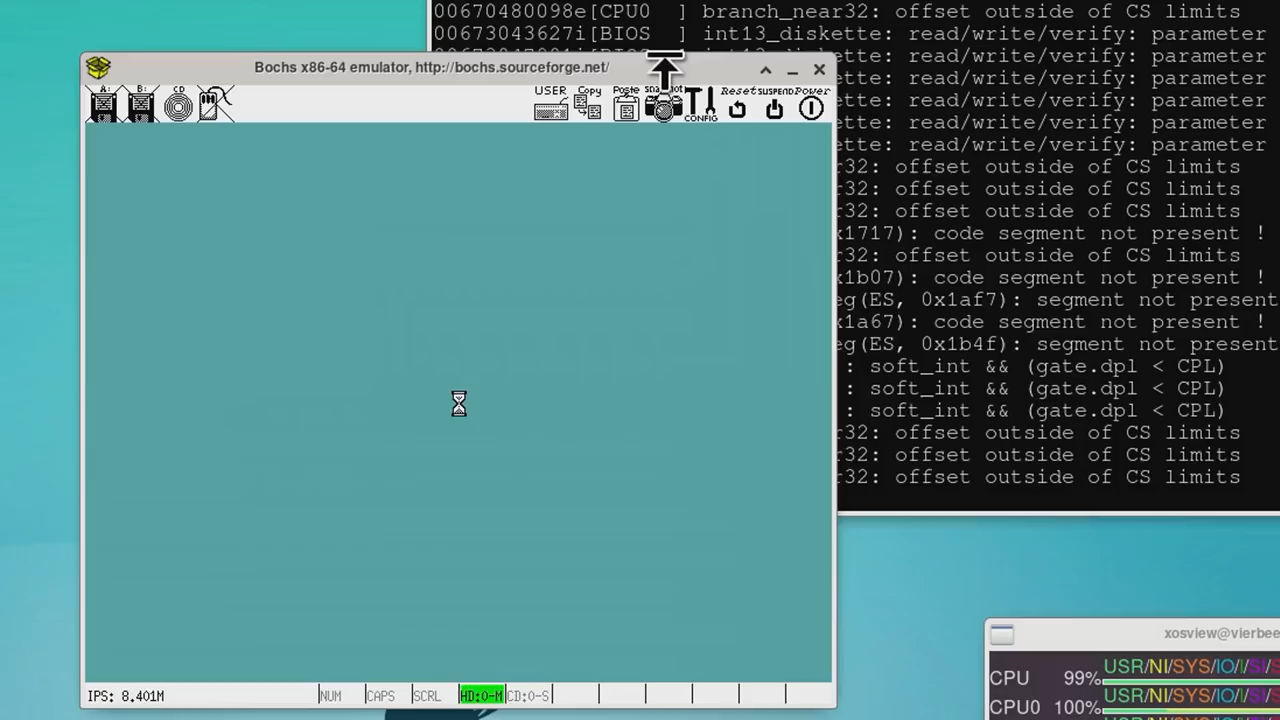 00670480098e[CPU0  ] branch_near32: offset outside of CS limits
00673043627i[BIOS  ] int13_diskette: read/write/verify: parameter
ette: read/write/verify: parameter
ette: read/write/verify: parameter
ette: read/write/verify: parameter
ette: read/write/verify: parameter
r32: offset outside of CS limits
r32: offset outside of CS limits
r32: offset outside of CS limits
x1717): code segment not present !
r32: offset outside of CS limits
x1b07): code segment not present !
eg(ES, 0x1af7): segment not present
x1a67): code segment not present !
eg(ES, 0x1b4f): segment not present
: soft_int && (gate.dpl < CPL)
: soft_int && (gate.dpl < CPL)
: soft_int && (gate.dpl < CPL)
r32: offset outside of CS limits
r32: offset outside of CS limits
r32: offset outside of CS limits
Bochs x86-64 emulator, http://bochs.sourceforge.net/
A: B: CD USER Copy Paste snapshot CONFIG Reset SUSPEND Power
IPS: 8.401M NUM CAPS SCRL HD:0-M CD:0-S
xosview@vierbee
CPU 99% USR/NI/SYS/IO/I/SI/S
CPU0 100% USR/NI/SYS/IO/I/SI/S